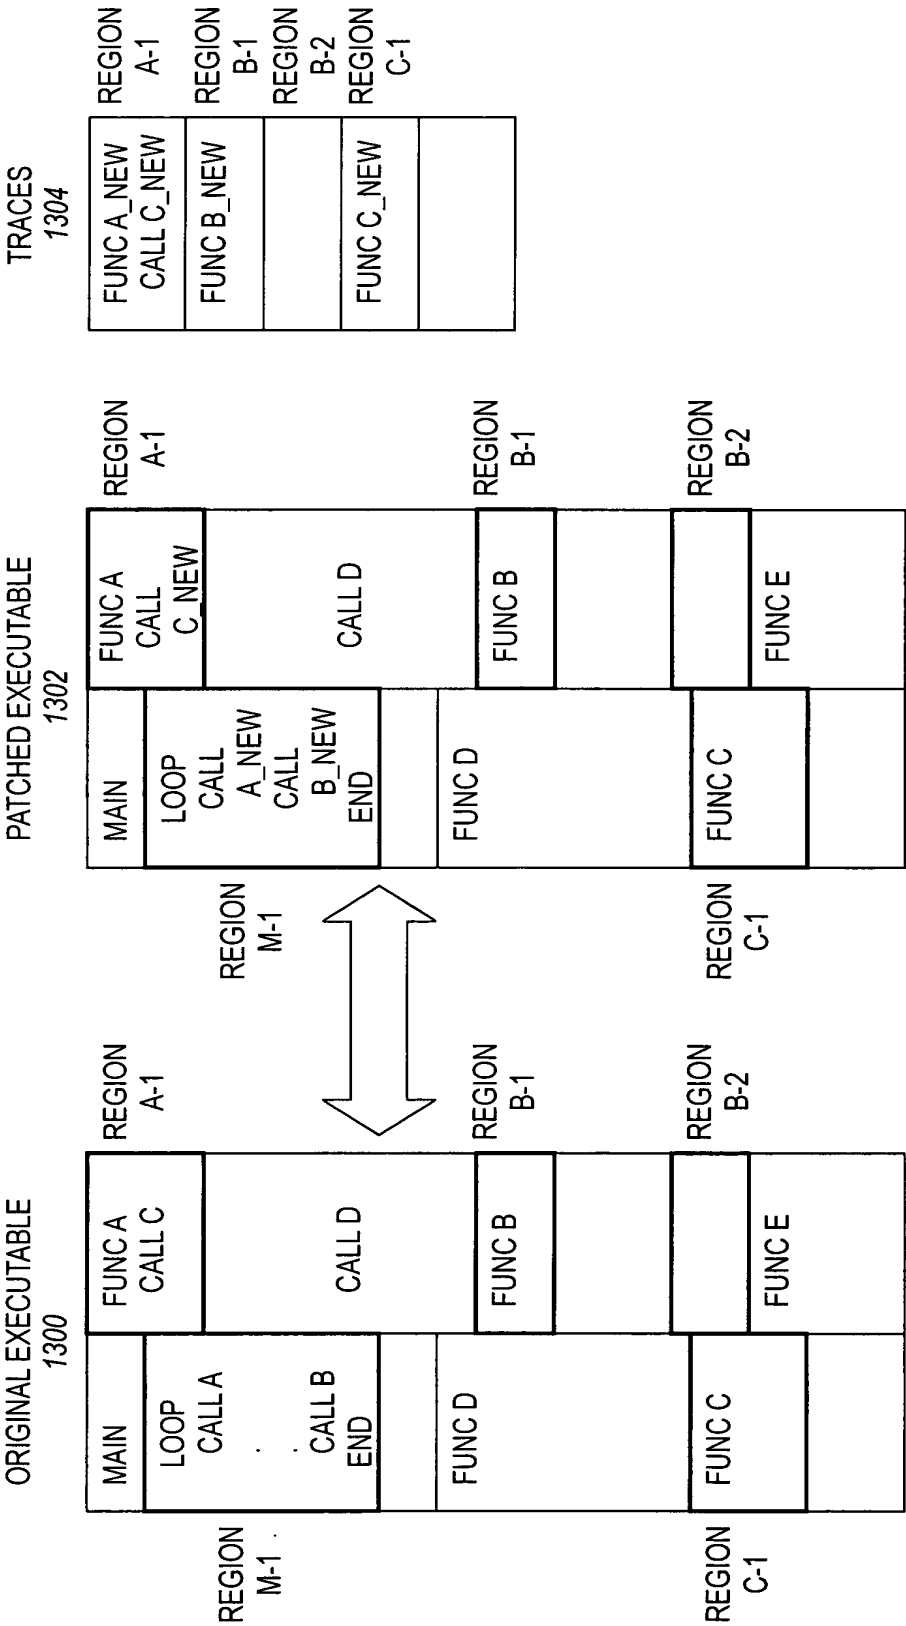 ORIGINAL EXECUTABLE
1300
MAIN
LOOP
CALL A
. .
CALL B
END
FUNC D
FUNC C
REGION
M-1
REGION
C-1
FUNC A
CALL C
CALL D
FUNC B
FUNC E
REGION
A-1
REGION
B-1
REGION
B-2
PATCHED EXECUTABLE
1302
MAIN
LOOP
CALL
A_NEW
CALL
B_NEW
END
FUNC D
FUNC C
REGION
M-1
REGION
C-1
FUNC A
CALL
C_NEW
CALL D
FUNC B
FUNC E
REGION
A-1
REGION
B-1
REGION
B-2
TRACES
1304
FUNC A_NEW
CALL C_NEW
FUNC B_NEW
FUNC C_NEW
REGION
A-1
REGION
B-1
REGION
B-2
REGION
C-1